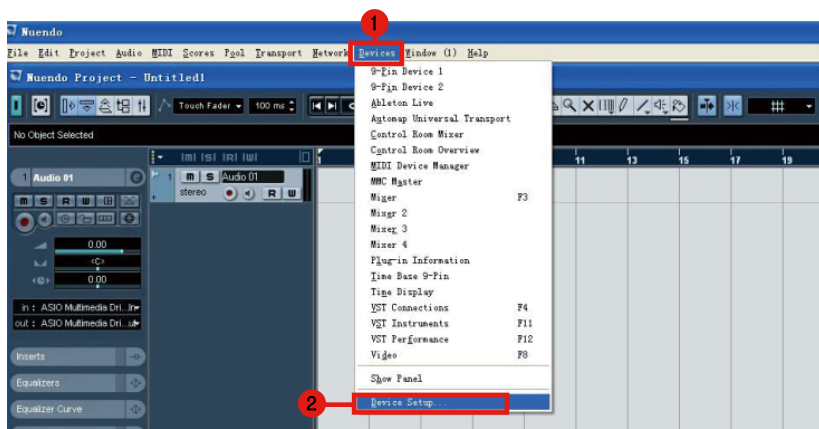 1
Nuendo
File Edit Project Audio MIDI Scores Pool Transport Network Devices Window (1) Help
Nuendo Project - Untitled1
Touch Fader 100 ms
No Object Selected
9-Pin Device 1
9-Pin Device 2
Ableton Live
Automap Universal Transport
Control Room Mixer
Control Room Overview
MIDI Device Manager
MMC Master
Mixer F3
Mixer 2
Mixer 3
Mixer 4
Plug-in Information
Time Base 9-Pin
Time Display
VST Connections F4
VST Instruments F11
VST Performance F12
Video F8
Show Panel
2
Device Setup...
1 11 13 15 17 19
1 Audio 01
m S R W
0.00
<C>
0.00
in : ASIO Multimedia Dri...In
out : ASIO Multimedia Dri...ut
Inserts
Equalizers
Equalizer Curve
m s R W
1 m S Audio 01
stereo R W